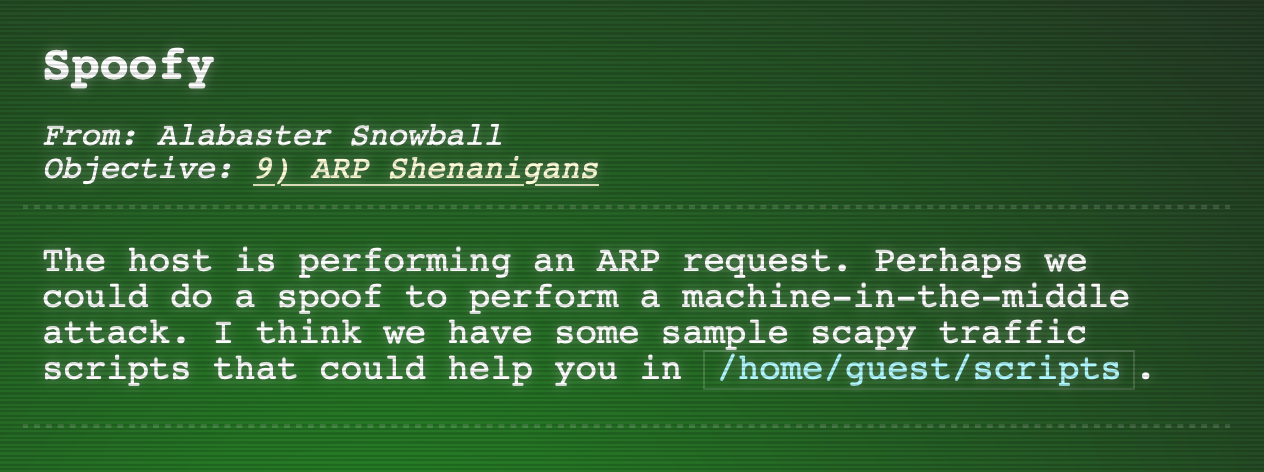 Spoofy
From: Alabaster Snowball
Objective: 9) ARP Shenanigans
The host is performing an ARP request. Perhaps we
could do a spoof to perform a machine-in-the-middle
attack. I think we have some sample scapy traffic
scripts that could help you in /home/guest/scripts.